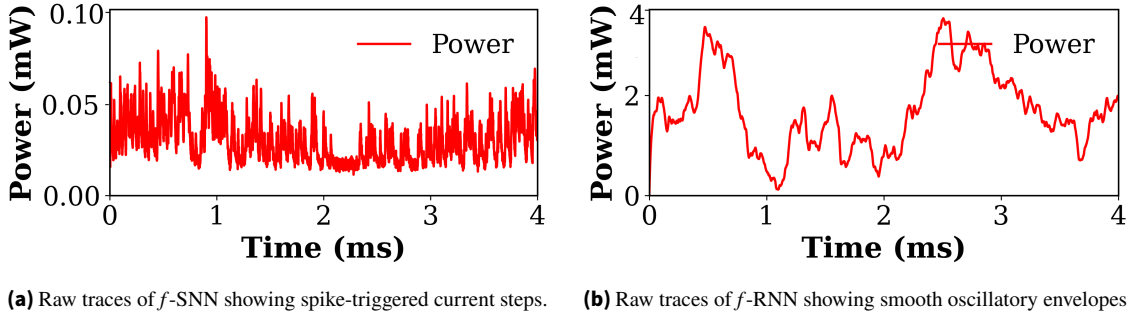 0.10
0.05
0.00
Power (mW)
Power
0 1 2 3 4
Time (ms)
4
2
0
Power (mW)
Power
0 1 2 3 4
Time (ms)
(a) Raw traces of f-SNN showing spike-triggered current steps.
(b) Raw traces of f-RNN showing smooth oscillatory envelopes